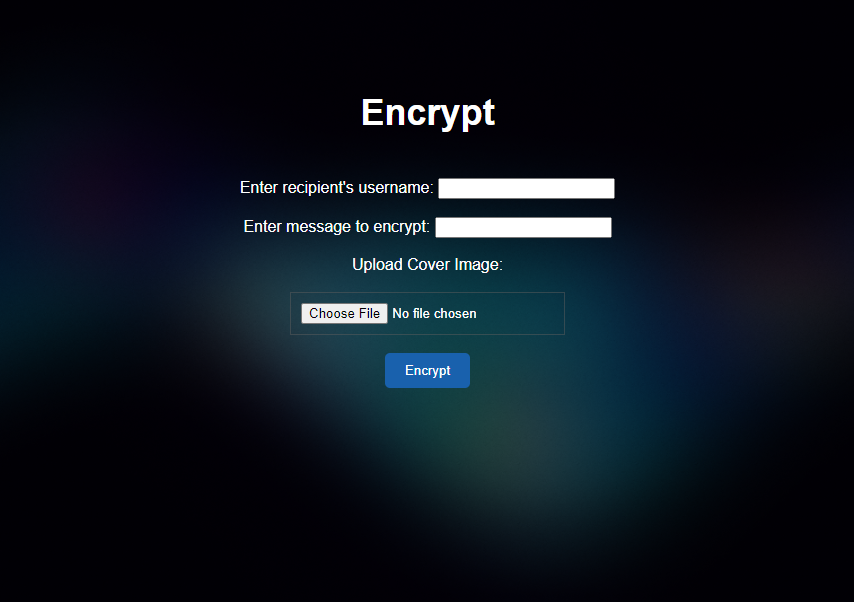 Encrypt
Enter recipient's username:
Enter message to encrypt:
Upload Cover Image:
Choose File No file chosen
Encrypt